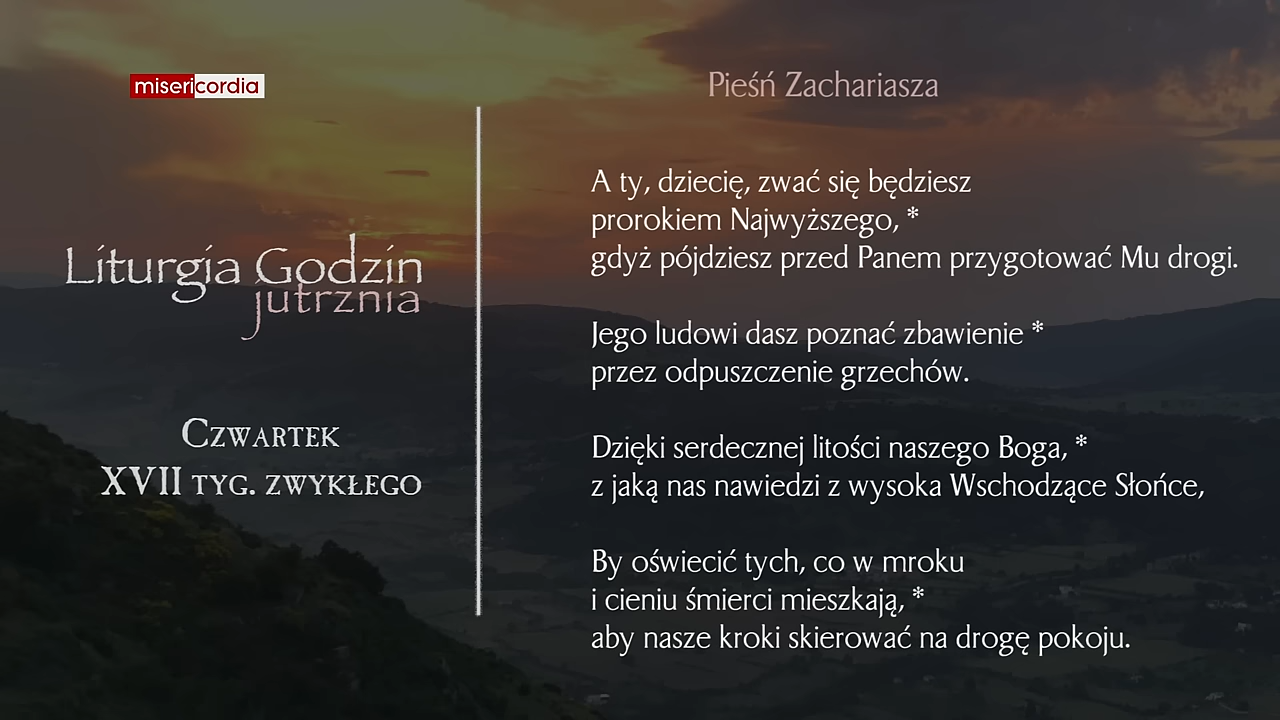 misericordia
Liturgia Godzin
jutrznia
Czwartek
XVII tyg. zwykłego
Pieśń Zachariasza
A ty, dziecię, zwać się będziesz
prorokiem Najwyższego, *
gdyż pójdziesz przed Panem przygotować Mu drogi.
Jego ludowi dasz poznać zbawienie *
przez odpuszczenie grzechów.
Dzięki serdecznej litości naszego Boga, *
z jaką nas nawiedzi z wysoka Wschodzące Słońce,
By oświecić tych, co w mroku
i cieniu śmierci mieszkają, *
aby nasze kroki skierować na drogę pokoju.